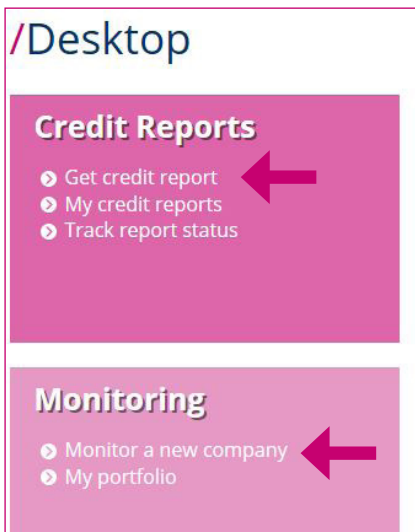 /Desktop
Credit Reports
Get credit report
My credit reports
Track report status
Monitoring
Monitor a new company
My portfolio